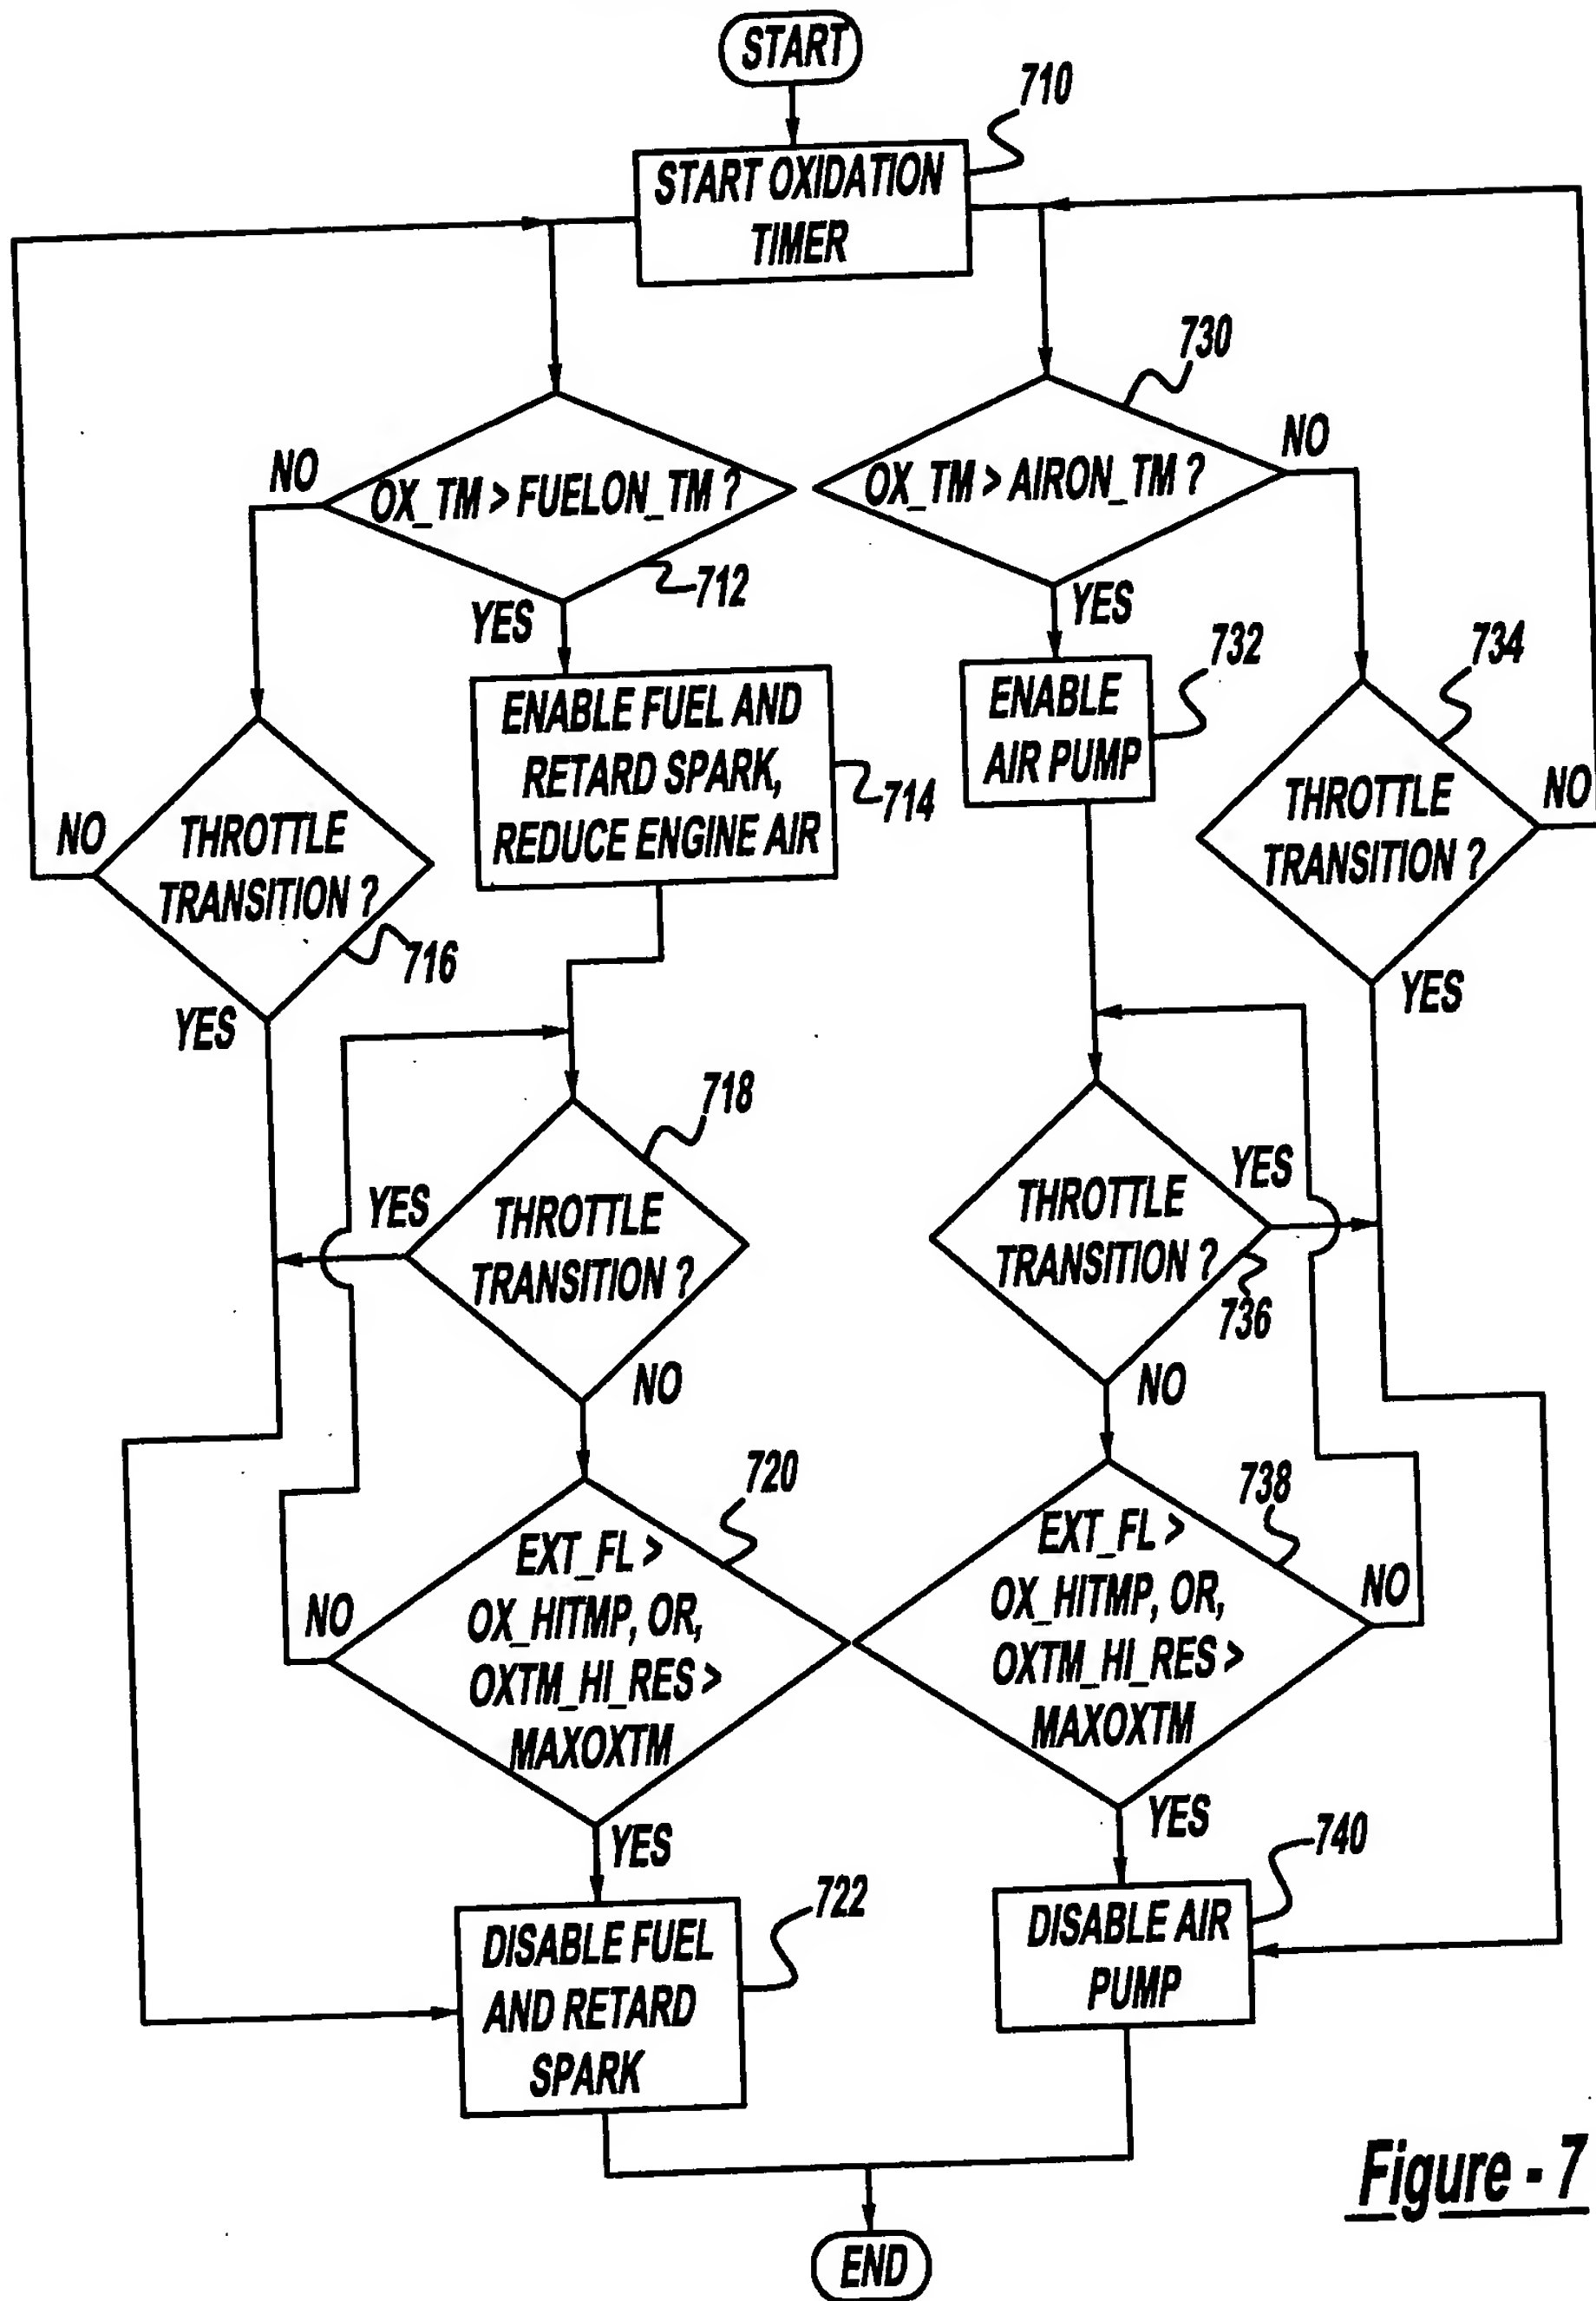 START
710
START OXIDATION
TIMER
730
NO
OX_TM > FUELON_TM ?
OX_TM > AIRON_TM ?
NO
712
YES
YES
732
734
ENABLE FUEL AND
RETARD SPARK,
REDUCE ENGINE AIR
714
ENABLE
AIR PUMP
NO
THROTTLE
TRANSITION ?
716
YES
THROTTLE
TRANSITION ?
NO
YES
718
YES
THROTTLE
TRANSITION ?
NO
THROTTLE
TRANSITION ?
YES
736
NO
720
738
NO
EXT_FL >
OX_HITMP, OR,
OXTM_HI_RES >
MAXOXTM
EXT_FL >
OX_HITMP, OR,
OXTM_HI_RES >
MAXOXTM
NO
YES
YES
722
740
DISABLE FUEL
AND RETARD
SPARK
DISABLE AIR
PUMP
Figure - 7
END